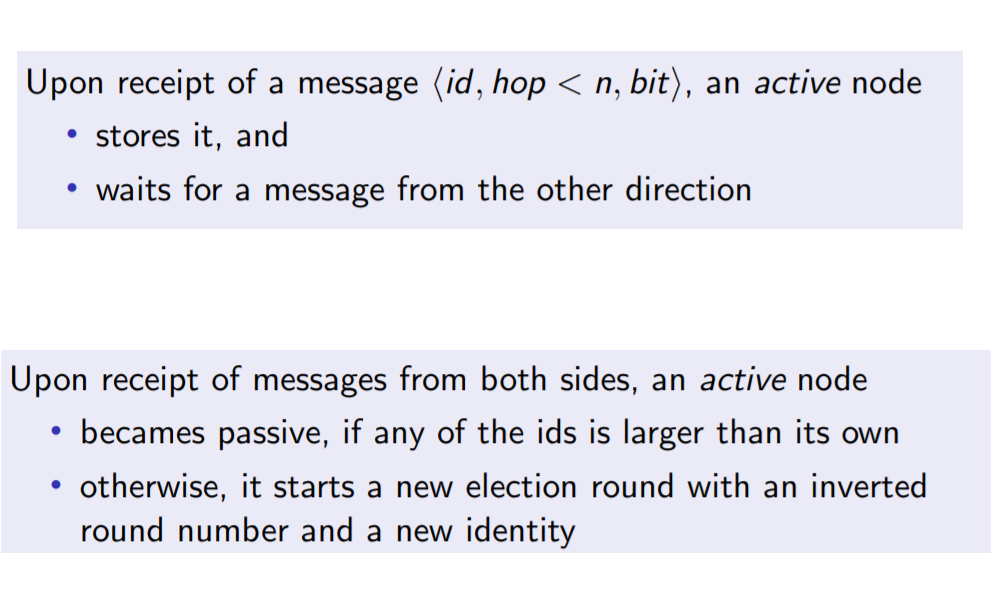 Upon receipt of a message ⟨id, hop < n, bit⟩, an active node
• stores it, and
• waits for a message from the other direction
Upon receipt of messages from both sides, an active node
• becames passive, if any of the ids is larger than its own
• otherwise, it starts a new election round with an inverted
round number and a new identity